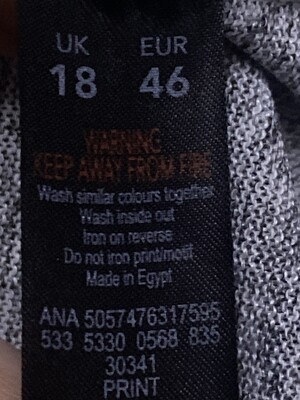 UK EUR
18 46
WARNING
KEEP AWAY FROM FIRE
Wash similar colours together
Wash inside out
Iron on reverse
Do not iron print/motif
Made in Egypt
ANA 5057476317595
533 5330 0568 835
30341
PRINT